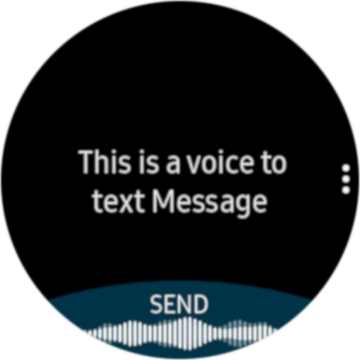 This is a voice to
text Message
SEND